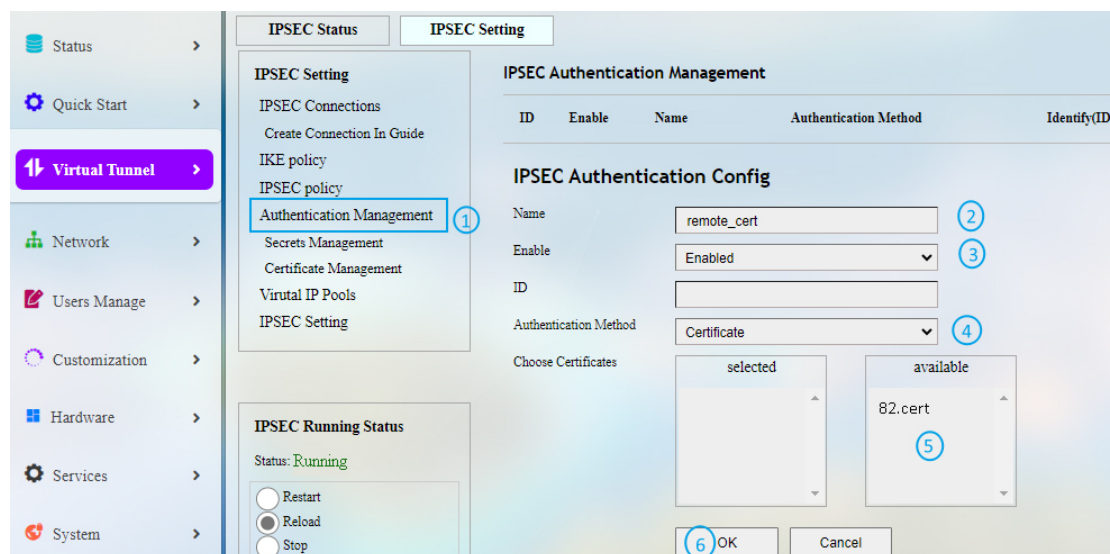 IPSEC Status
IPSEC Setting
Status
Quick Start
Virtual Tunnel
Network
Users Manage
Customization
Hardware
Services
System
IPSEC Setting
IPSEC Connections
Create Connection In Guide
IKE policy
IPSEC policy
Authentication Management
1
Secrets Management
Certificate Management
Virutal IP Pools
IPSEC Setting
IPSEC Running Status
Status: Running
Restart
Reload
Stop
IPSEC Authentication Management
ID Enable Name Authentication Method Identify(ID
IPSEC Authentication Config
Name remote_cert 2
Enable Enabled 3
ID
Authentication Method Certificate 4
Choose Certificates selected available
82.cert
5
6 OK Cancel